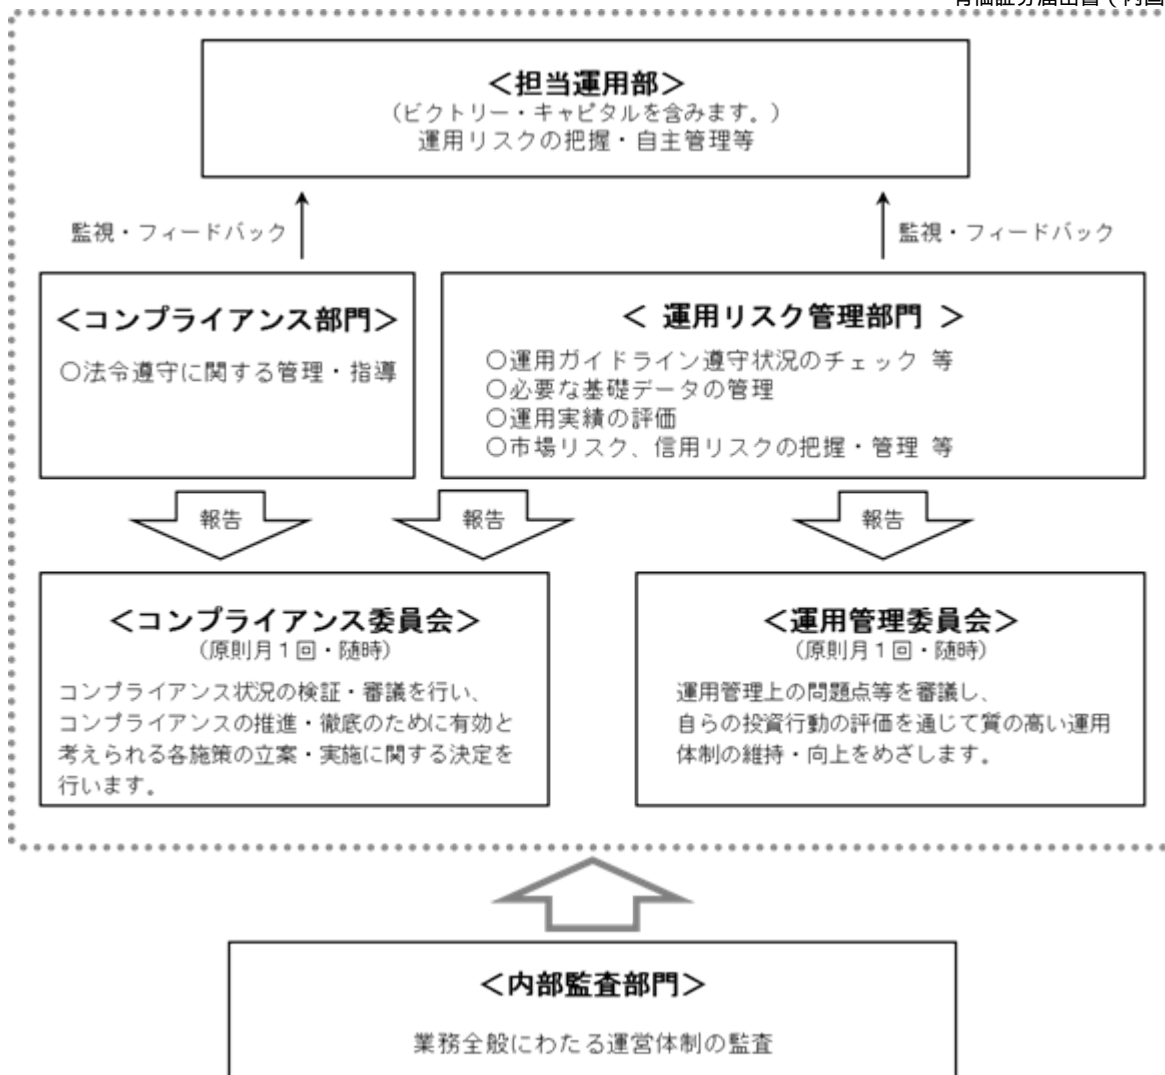 ＜担当運用部＞
（ビクトリー・キャピタルを含みます。）
運用リスクの把握・自主管理等
監視・フィードバック
監視・フィードバック
＜コンプライアンス部門＞
○法令遵守に関する管理・指導
＜ 運用リスク管理部門 ＞
○運用ガイドライン遵守状況のチェック 等
○必要な基礎データの管理
○運用実績の評価
○市場リスク、信用リスクの把握・管理 等
報告
報告
報告
＜コンプライアンス委員会＞
（原則月１回・随時）
コンプライアンス状況の検証・審議を行い、
コンプライアンスの推進・徹底のために有効と
考えられる各施策の立案・実施に関する決定を
行います。
＜運用管理委員会＞
（原則月１回・随時）
運用管理上の問題点等を審議し、
自らの投資行動の評価を通じて質の高い運用
体制の維持・向上をめざします。
＜内部監査部門＞
業務全般にわたる運営体制の監査